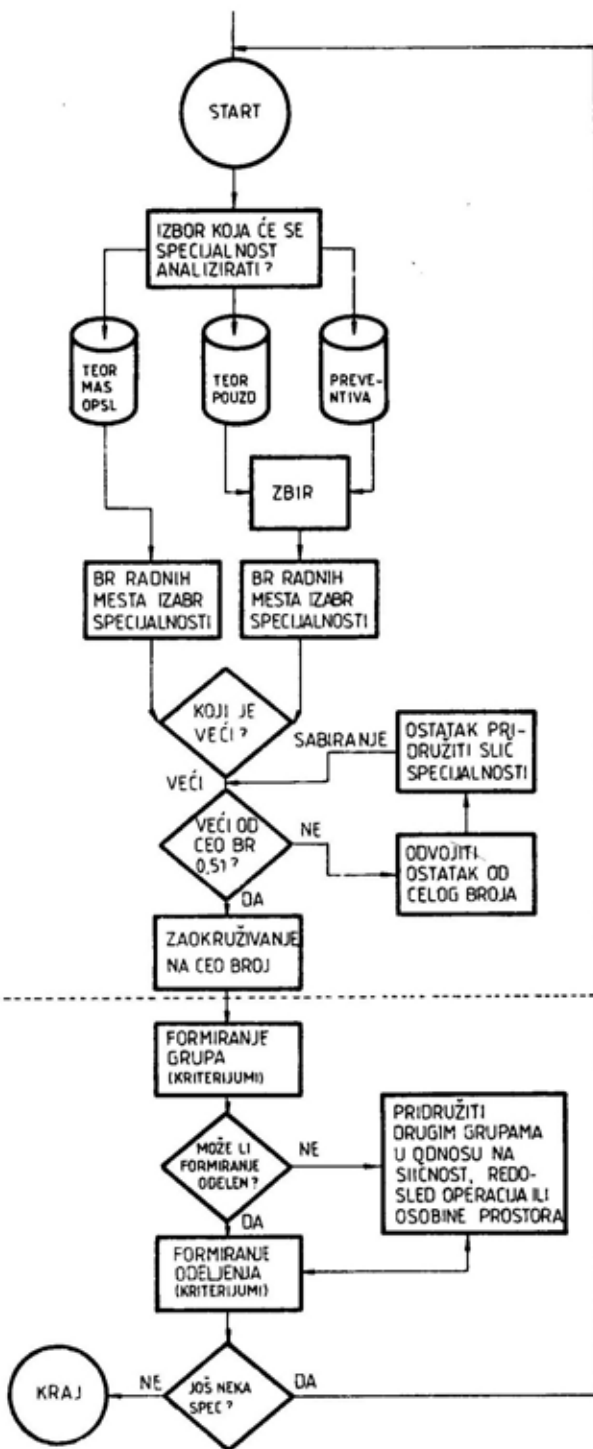 START
IZBOR KOJA ĆE SE
SPECIJALNOST
ANALIZIRATI?
TEOR
MAS
OPSL
TEOR
POUZD
PREVE-
NTIVA
ZBIR
BR RADNIH
MESTA IZABR
SPECIJALNOSTI
BR RADNIH
MESTA IZABR
SPECIJALNOSTI
KOJI JE
VEĆI?
SABIRANJE
OSTATAK PRI-
DRUŽITI SLIČ
SPECIJALNOSTI
VEĆI
VEĆI OD
CEO BR
0,51?
NE
ODVOJITI
OSTATAK OD
CELOG BROJA
DA
ZAOKRUŽIVANJE
NA CEO BROJ
FORMIRANJE
GRUPA
(KRITERIJUMI)
MOŽE LI
FORMIRANJE
ODELEN?
NE
PRIDRUŽITI
DRUGIM GRUPAMA
U ODNOSU NA
SIIČNOST, REDO-
SLED OPERACIJA ILI
OSOBINE PROSTORA
DA
FORMIRANJE
ODELJENJA
(KRITERIJUMI)
KRAJ
NE
JOŠ NEKA
SPEC?
DA